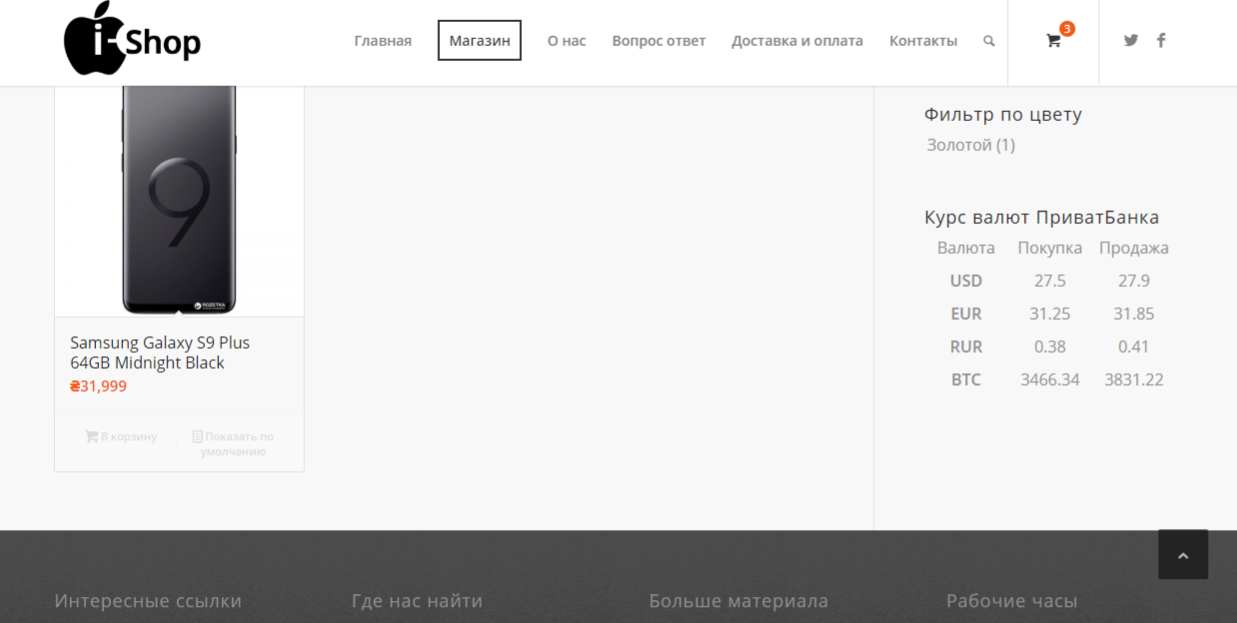 i-Shop
Главная Магазин О нас Вопрос ответ Доставка и оплата Контакты 3
9
ROZETKA
Samsung Galaxy S9 Plus
64GB Midnight Black
₴31,999
В корзину Показать по
умолчанию
Фильтр по цвету
Золотой (1)
Курс валют ПриватБанка
Валюта Покупка Продажа
USD 27.5 27.9
EUR 31.25 31.85
RUR 0.38 0.41
BTC 3466.34 3831.22
Интересные ссылки Где нас найти Больше материала Рабочие часы